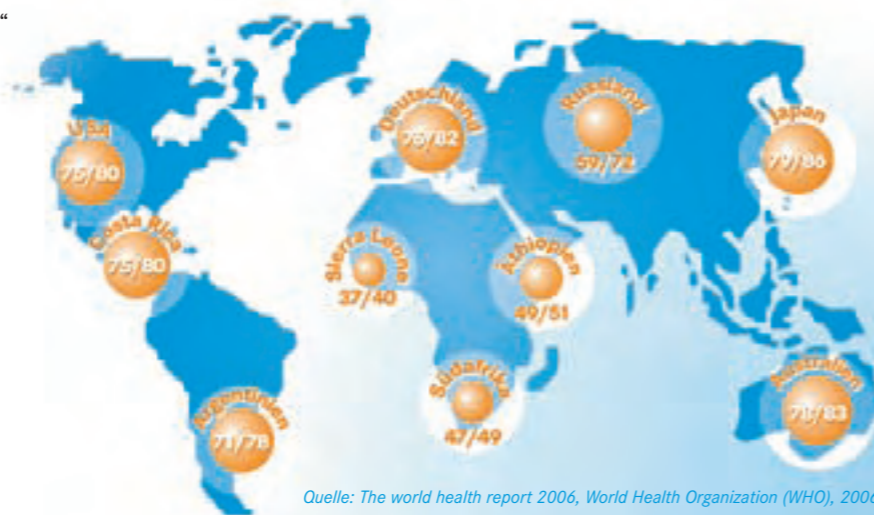 “
USA
75/80
Costa Rica
75/80
Argentinien
71/78
Deutschland
76/82
Sierra Leone
37/40
Äthiopien
49/51
Südafrika
47/49
Russland
59/72
Japan
79/86
Australien
78/83
Quelle: The world health report 2006, World Health Organization (WHO), 2006